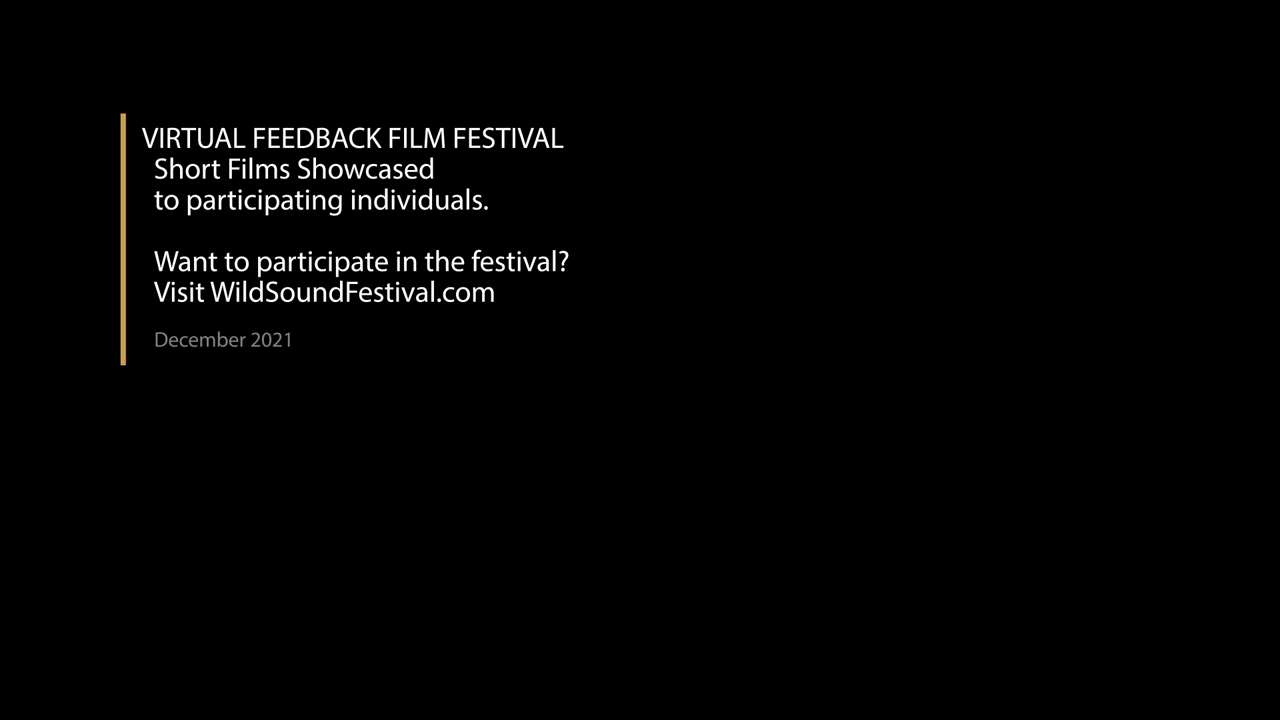 VIRTUAL FEEDBACK FILM FESTIVAL
Short Films Showcased
to participating individuals.
Want to participate in the festival?
Visit WildSoundFestival.com
December 2021